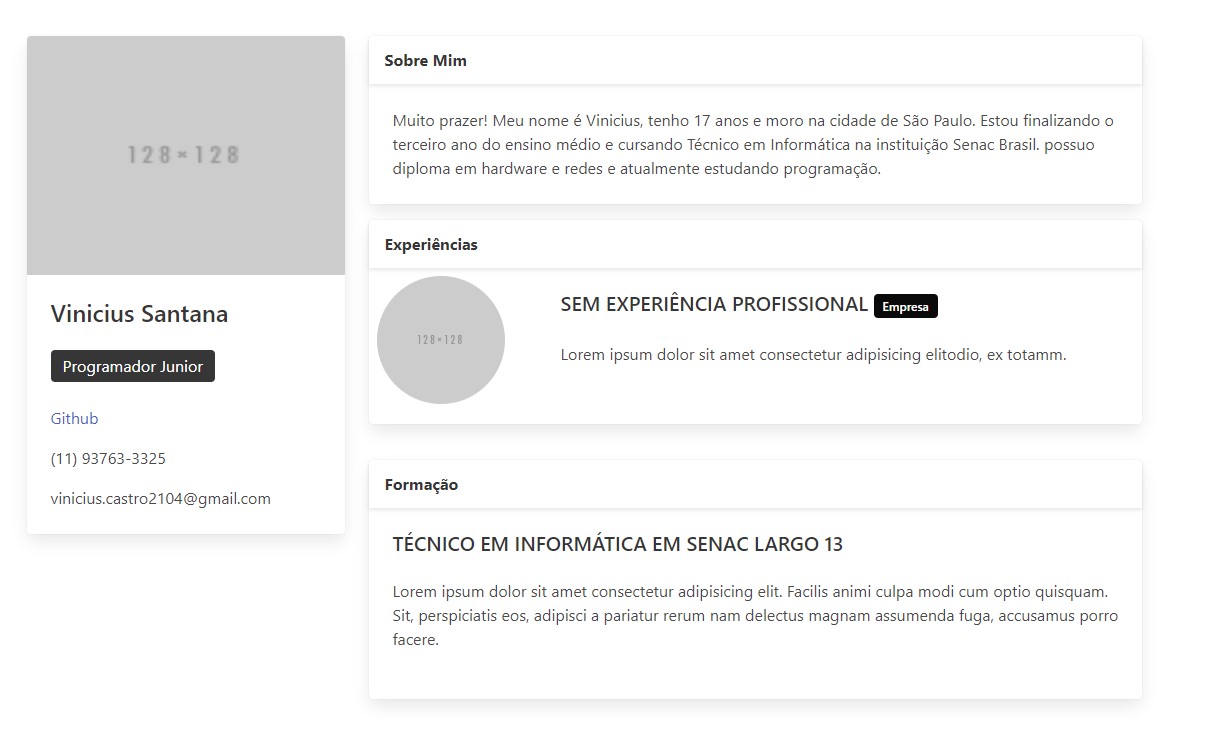 128×128
Vinicius Santana
Programador Junior
Github
(11) 93763-3325
vinicius.castro2104@gmail.com
Sobre Mim
Muito prazer! Meu nome é Vinicius, tenho 17 anos e moro na cidade de São Paulo. Estou finalizando o
terceiro ano do ensino médio e cursando Técnico em Informática na instituição Senac Brasil. possuo
diploma em hardware e redes e atualmente estudando programação.
Experiências
128×128
SEM EXPERIÊNCIA PROFISSIONAL Empresa
Lorem ipsum dolor sit amet consectetur adipisicing elitodio, ex totamm.
Formação
TÉCNICO EM INFORMÁTICA EM SENAC LARGO 13
Lorem ipsum dolor sit amet consectetur adipisicing elit. Facilis animi culpa modi cum optio quisquam.
Sit, perspiciatis eos, adipisci a pariatur rerum nam delectus magnam assumenda fuga, accusamus porro
facere.